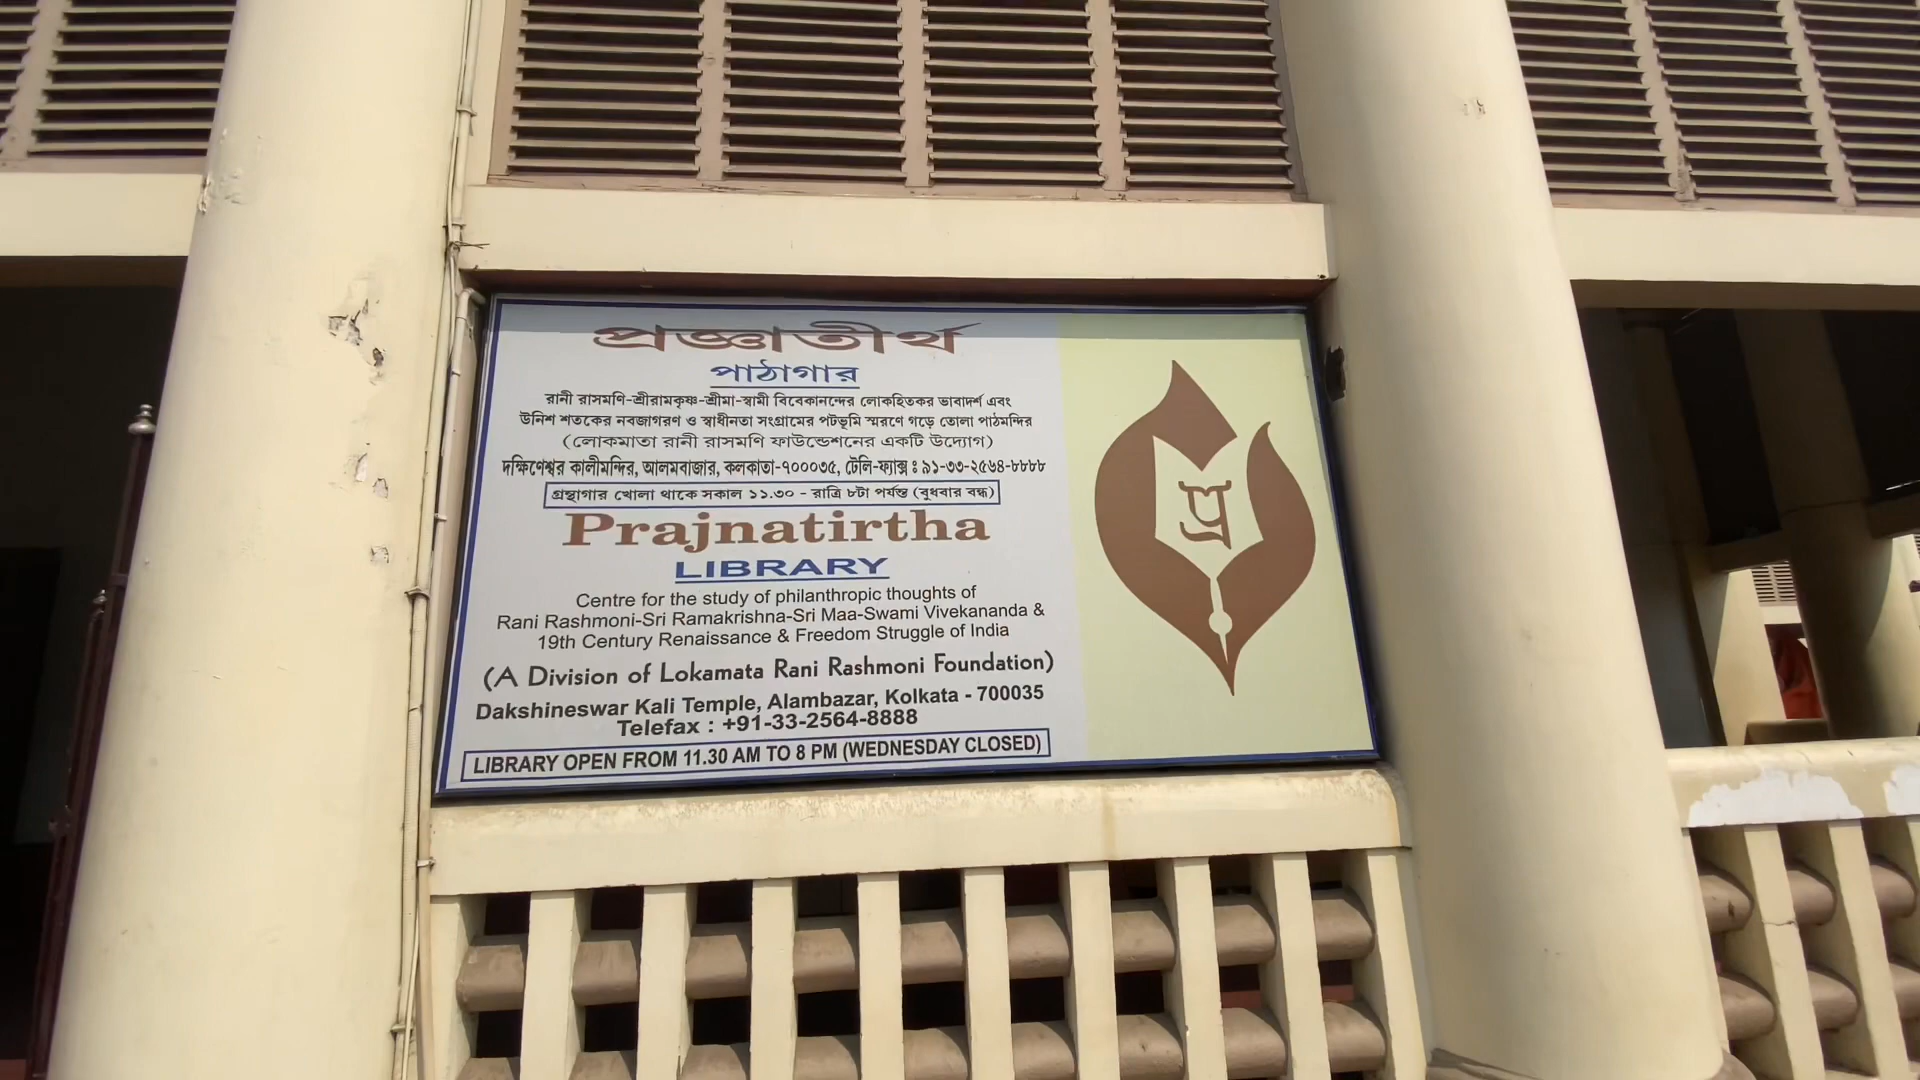 প্রজ্ঞাতীর্থ
পাঠাগার
রানী রাসমণি-শ্রীরামকৃষ্ণ-শ্রীমা-স্বামী বিবেকানন্দের লোকহিতকর ভাবাদর্শ এবং
উনিশ শতকের নবজাগরণ ও স্বাধীনতা সংগ্রামের পটভূমি স্মরণে গড়ে তোলা পাঠমন্দির
(লোকমাতা রানী রাসমণি ফাউন্ডেশনের একটি উদ্যোগ)
দক্ষিণেশ্বর কালীমন্দির, আলমবাজার, কলকাতা-৭০০০৩৫, টেলি-ফ্যাক্স : ৯১-৩৩-২৫৬৪-৮৮৮৮
গ্রন্থাগার খোলা থাকে সকাল ১১.৩০ - রাত্রি ৮টা পর্যন্ত (বুধবার বন্ধ)
Prajnatirtha
LIBRARY
Centre for the study of philanthropic thoughts of
Rani Rashmoni-Sri Ramakrishna-Sri Maa-Swami Vivekananda &
19th Century Renaissance & Freedom Struggle of India
(A Division of Lokamata Rani Rashmoni Foundation)
Dakshineswar Kali Temple, Alambazar, Kolkata - 700035
Telefax : +91-33-2564-8888
LIBRARY OPEN FROM 11.30 AM TO 8 PM (WEDNESDAY CLOSED)
প্র